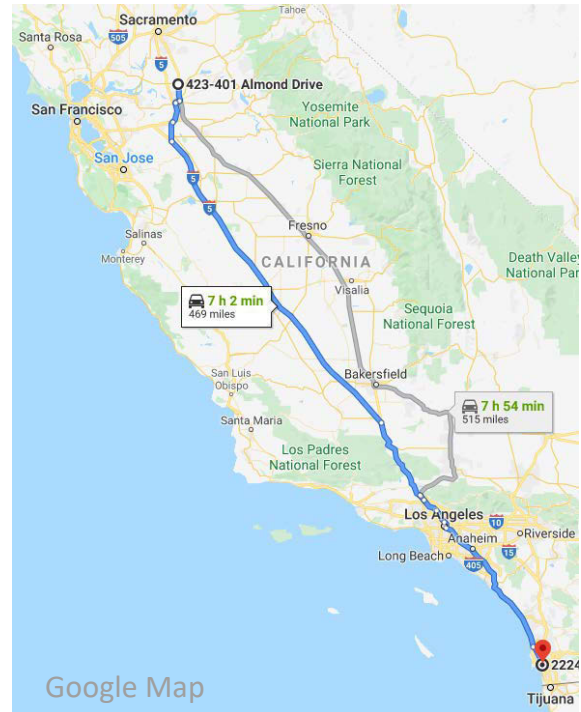 Tahoe
Sacramento
505
Santa Rosa
5
423-401 Almond Drive
San Francisco
Yosemite
National Park
San Jose
Sierra National
Forest
5
5
Fresno
Salinas
CALIFORNIA
Monterey
Death Valley
National Park
Visalia
7 h 2 min
469 miles
Sequoia
National Forest
San Luis
Obispo
Bakersfield
7 h 54 min
515 miles
Santa Maria
Los Padres
National Forest
Los Angeles
10
Riverside
Anaheim
15
Long Beach
405
2224
Google Map
Tijuana